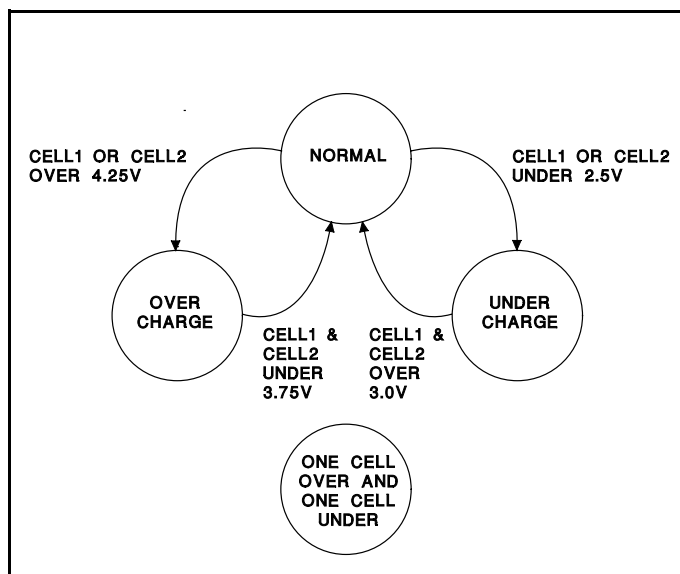 NORMAL
CELL1 OR CELL2
OVER 4.25V
CELL1 OR CELL2
UNDER 2.5V
OVER
CHARGE
UNDER
CHARGE
CELL1 &
CELL2
UNDER
3.75V
CELL1 &
CELL2
OVER
3.0V
ONE CELL
OVER AND
ONE CELL
UNDER